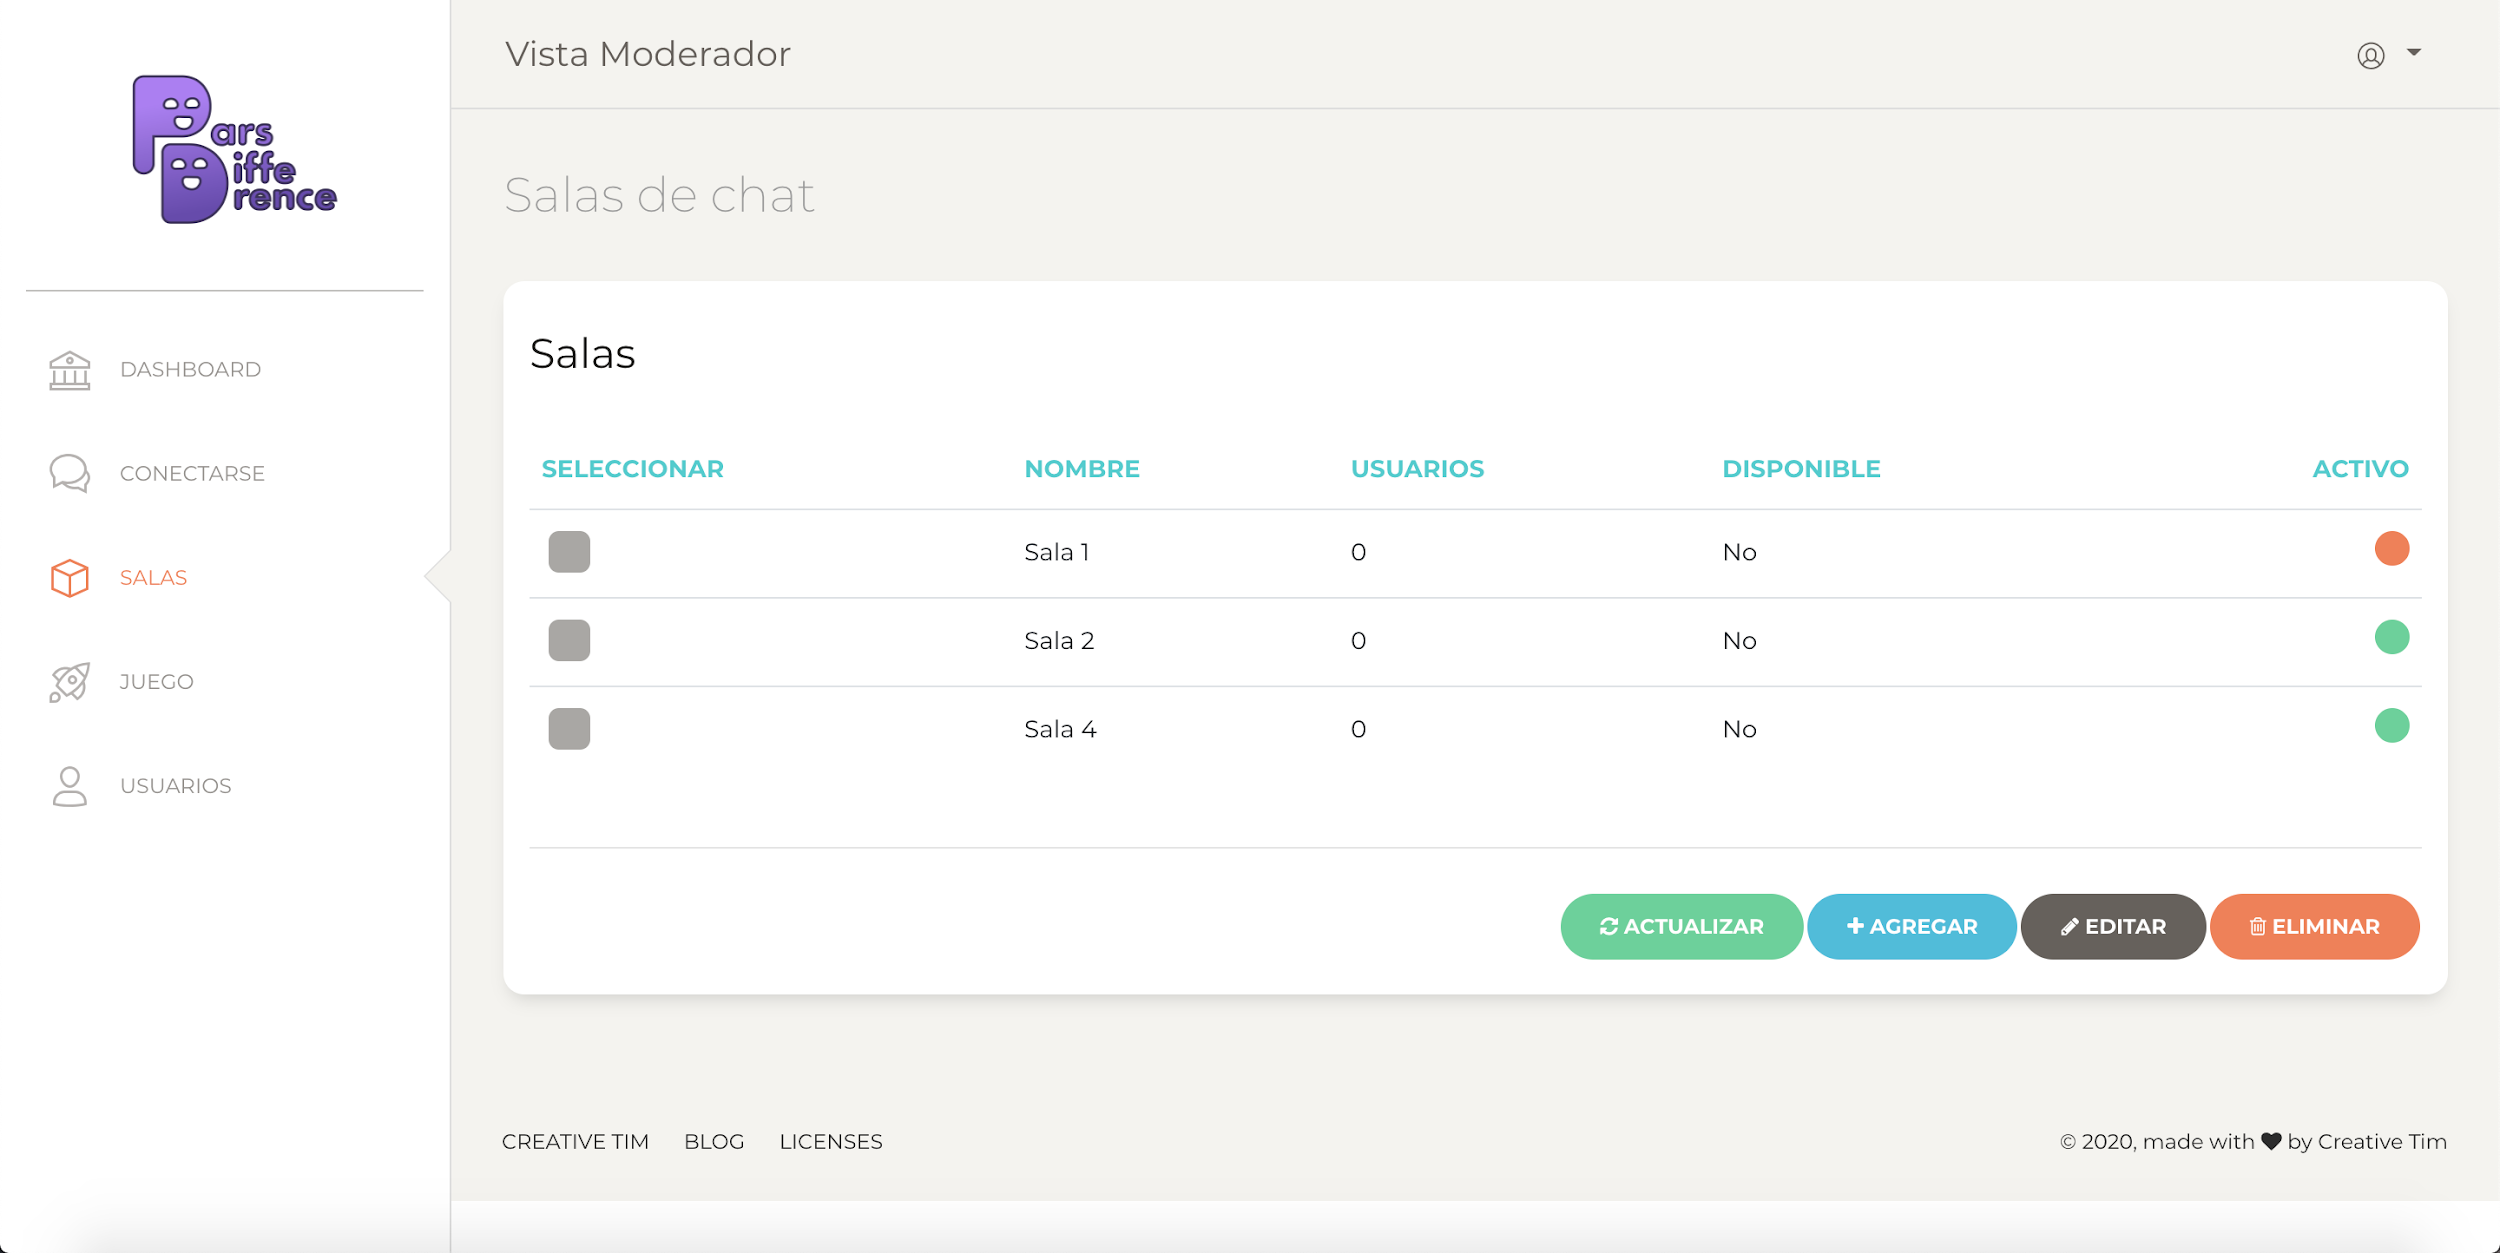 Pars
Diffe
rence
DASHBOARD
CONECTARSE
SALAS
JUEGO
USUARIOS
Vista Moderador
Salas de chat
Salas
SELECCIONAR NOMBRE USUARIOS DISPONIBLE ACTIVO
Sala 1 0 No
Sala 2 0 No
Sala 4 0 No
ACTUALIZAR AGREGAR EDITAR ELIMINAR
CREATIVE TIM BLOG LICENSES
© 2020, made with ♥ by Creative Tim